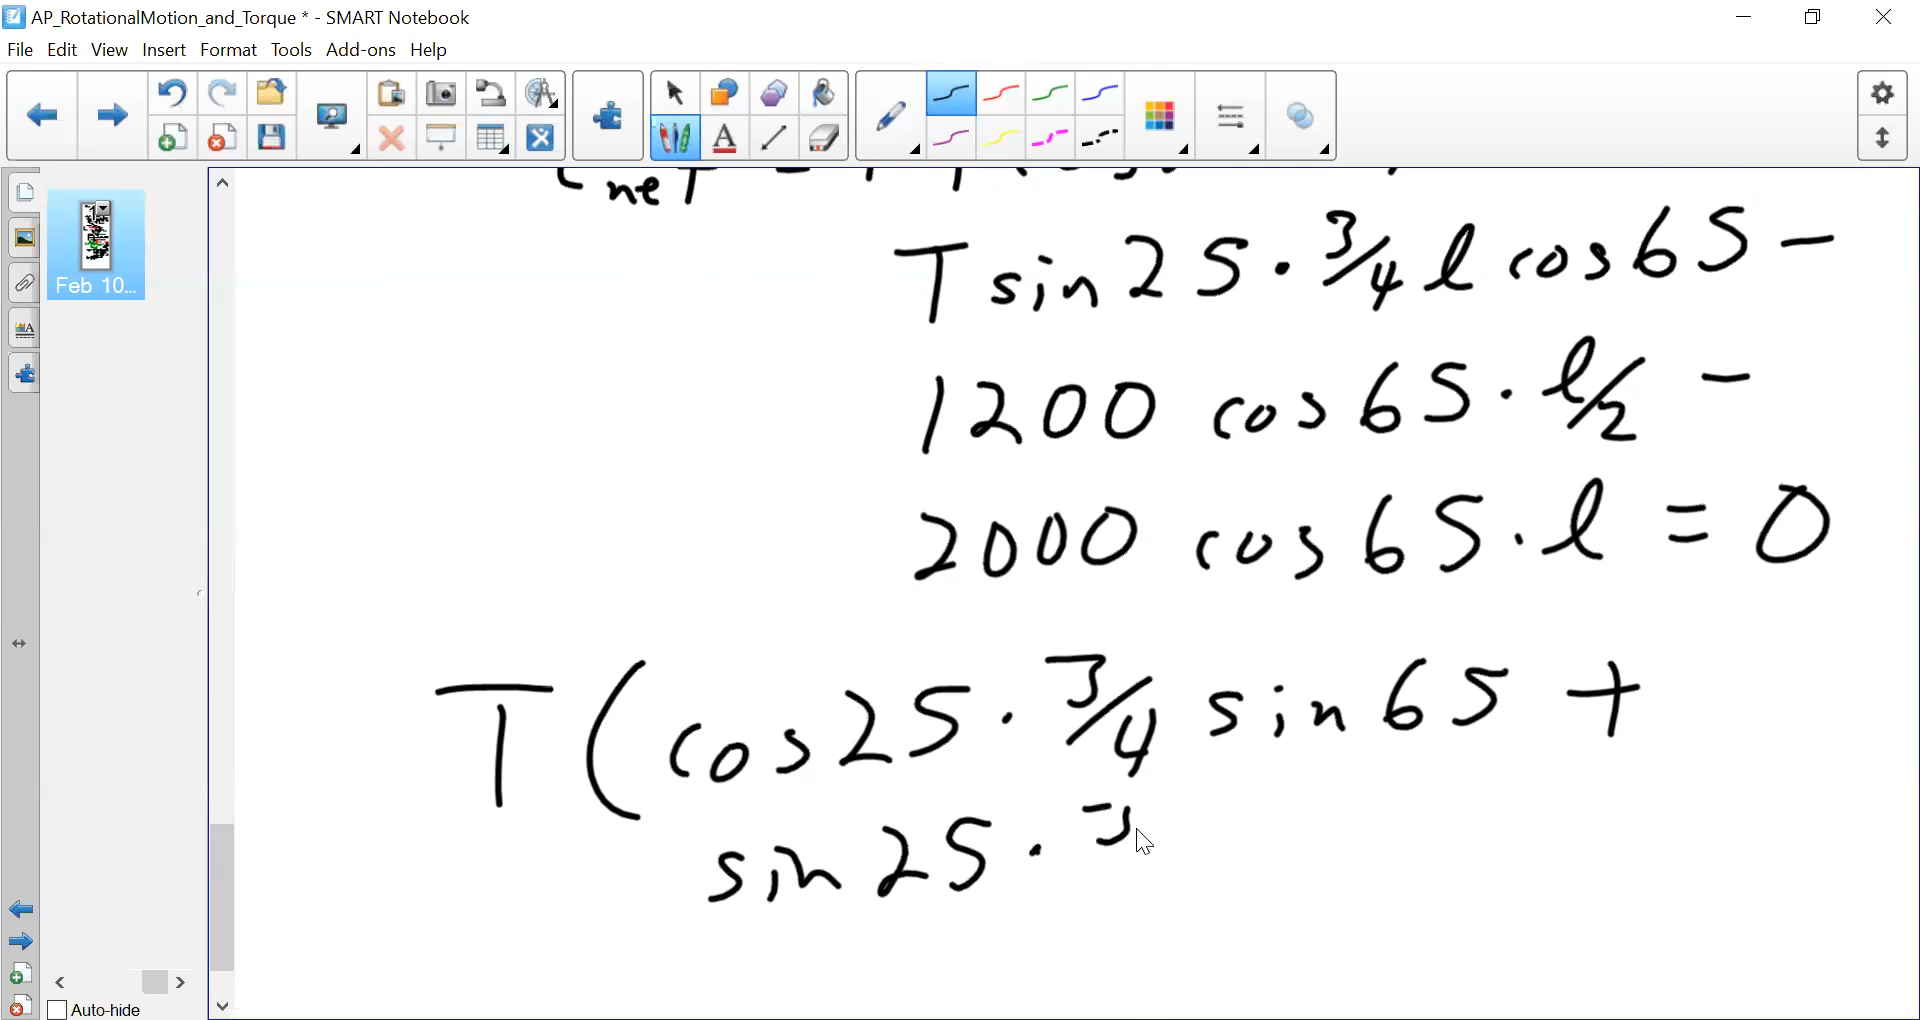 AP_RotationalMotion_and_Torque * - SMART Notebook
File Edit View Insert Format Tools Add-ons Help
Feb 10...
net
T sin 25 · 3/4 l cos 65 -
1200 cos 65 · l/2 -
2000 cos 65 · l = 0
T ( cos 25 · 3/4 sin 65 +
sin 25 · 3
Auto-hide